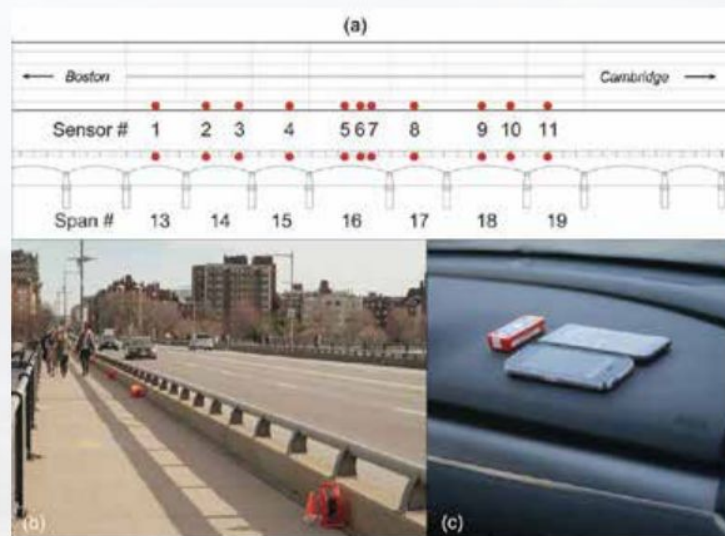 (a)
Boston Cambridge
Sensor # 1 2 3 4 5 6 7 8 9 10 11
Span # 13 14 15 16 17 18 19
(b) (c)